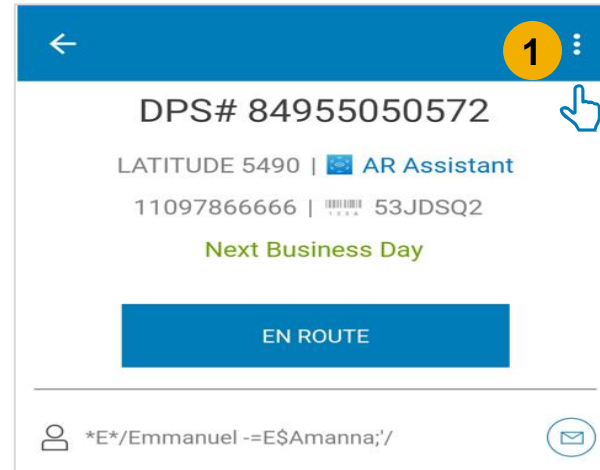 1
DPS# 84955050572
LATITUDE 5490 | AR Assistant
11097866666 | 53JDSQ2
Next Business Day
EN ROUTE
*E*/Emmanuel -=E$Amanna;'/